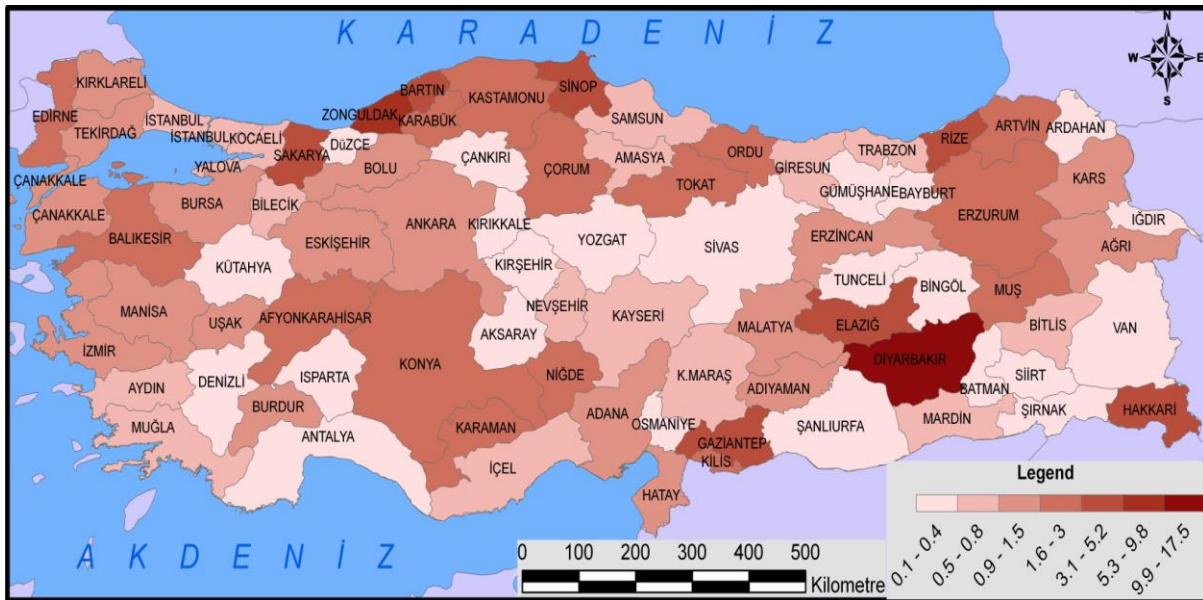 K A R A D E N İ Z
N
W E
S
KIRKLARELİ
EDİRNE
TEKİRDAĞ
İSTANBUL
İSTANBUL
KOCAELİ
YALOVA
SAKARYA
DÜZCE
ZONGULDAK
BARTIN
KARABÜK
KASTAMONU
SİNOP
SAMSUN
ORDU
GİRESUN
TRABZON
RİZE
ARTVİN
ARDAHAN
ÇANAKKALE
ÇANAKKALE
BALIKESİR
BURSA
BİLECİK
BOLU
ÇANKIRI
ÇORUM
AMASYA
TOKAT
GÜMÜŞHANE
BAYBURT
ERZURUM
KARS
IĞDIR
AĞRI
KÜTAHYA
ESKİŞEHİR
ANKARA
KIRIKKALE
YOZGAT
SİVAS
ERZİNCAN
TUNCELİ
BİNGÖL
MUŞ
BİTLİS
VAN
MANİSA
UŞAK
AFYONKARAHİSAR
KIRŞEHİR
NEVŞEHİR
KAYSERİ
MALATYA
ELAZIĞ
DİYARBAKIR
BATMAN
SİİRT
ŞIRNAK
HAKKARİ
İZMİR
AYDIN
DENİZLİ
ISPARTA
KONYA
AKSARAY
NİĞDE
K.MARAŞ
ADIYAMAN
ŞANLIURFA
MARDİN
MUĞLA
BURDUR
ANTALYA
KARAMAN
İÇEL
ADANA
OSMANİYE
GAZİANTEP
KİLİS
HATAY
A K D E N İ Z
0 100 200 300 400 500
Kilometre
Legend
0.1 - 0.4
0.5 - 0.8
0.9 - 1.5
1.6 - 3
3.1 - 5.2
5.3 - 9.8
9.9 - 17.5